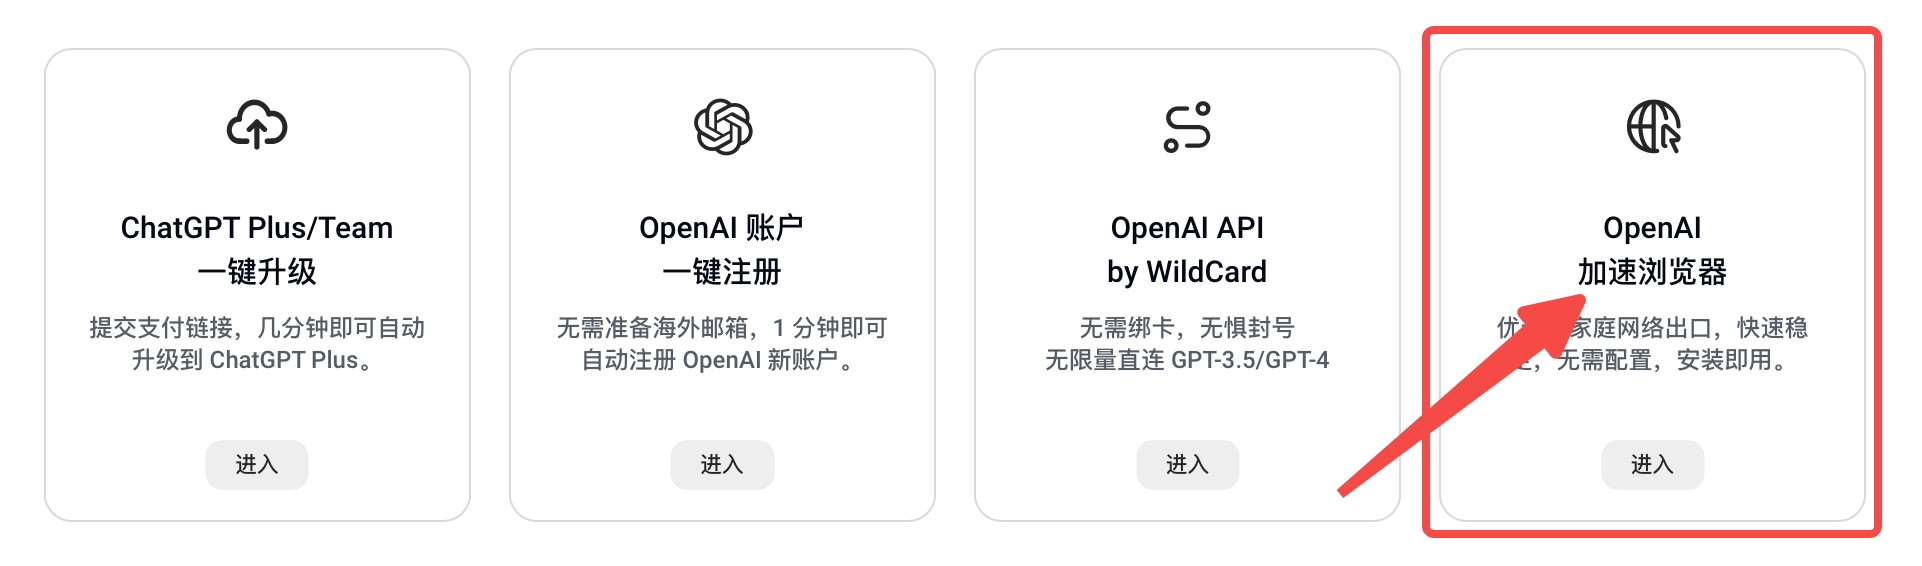 ChatGPT Plus/Team
一键升级
提交支付链接，几分钟即可自动
升级到 ChatGPT Plus。
进入
OpenAI 账户
一键注册
无需准备海外邮箱，1 分钟即可
自动注册 OpenAI 新账户。
进入
OpenAI API
by WildCard
无需绑卡，无惧封号
无限量直连 GPT-3.5/GPT-4
进入
OpenAI
加速浏览器
优 家庭网络出口，快速稳
，无需配置，安装即用。
进入